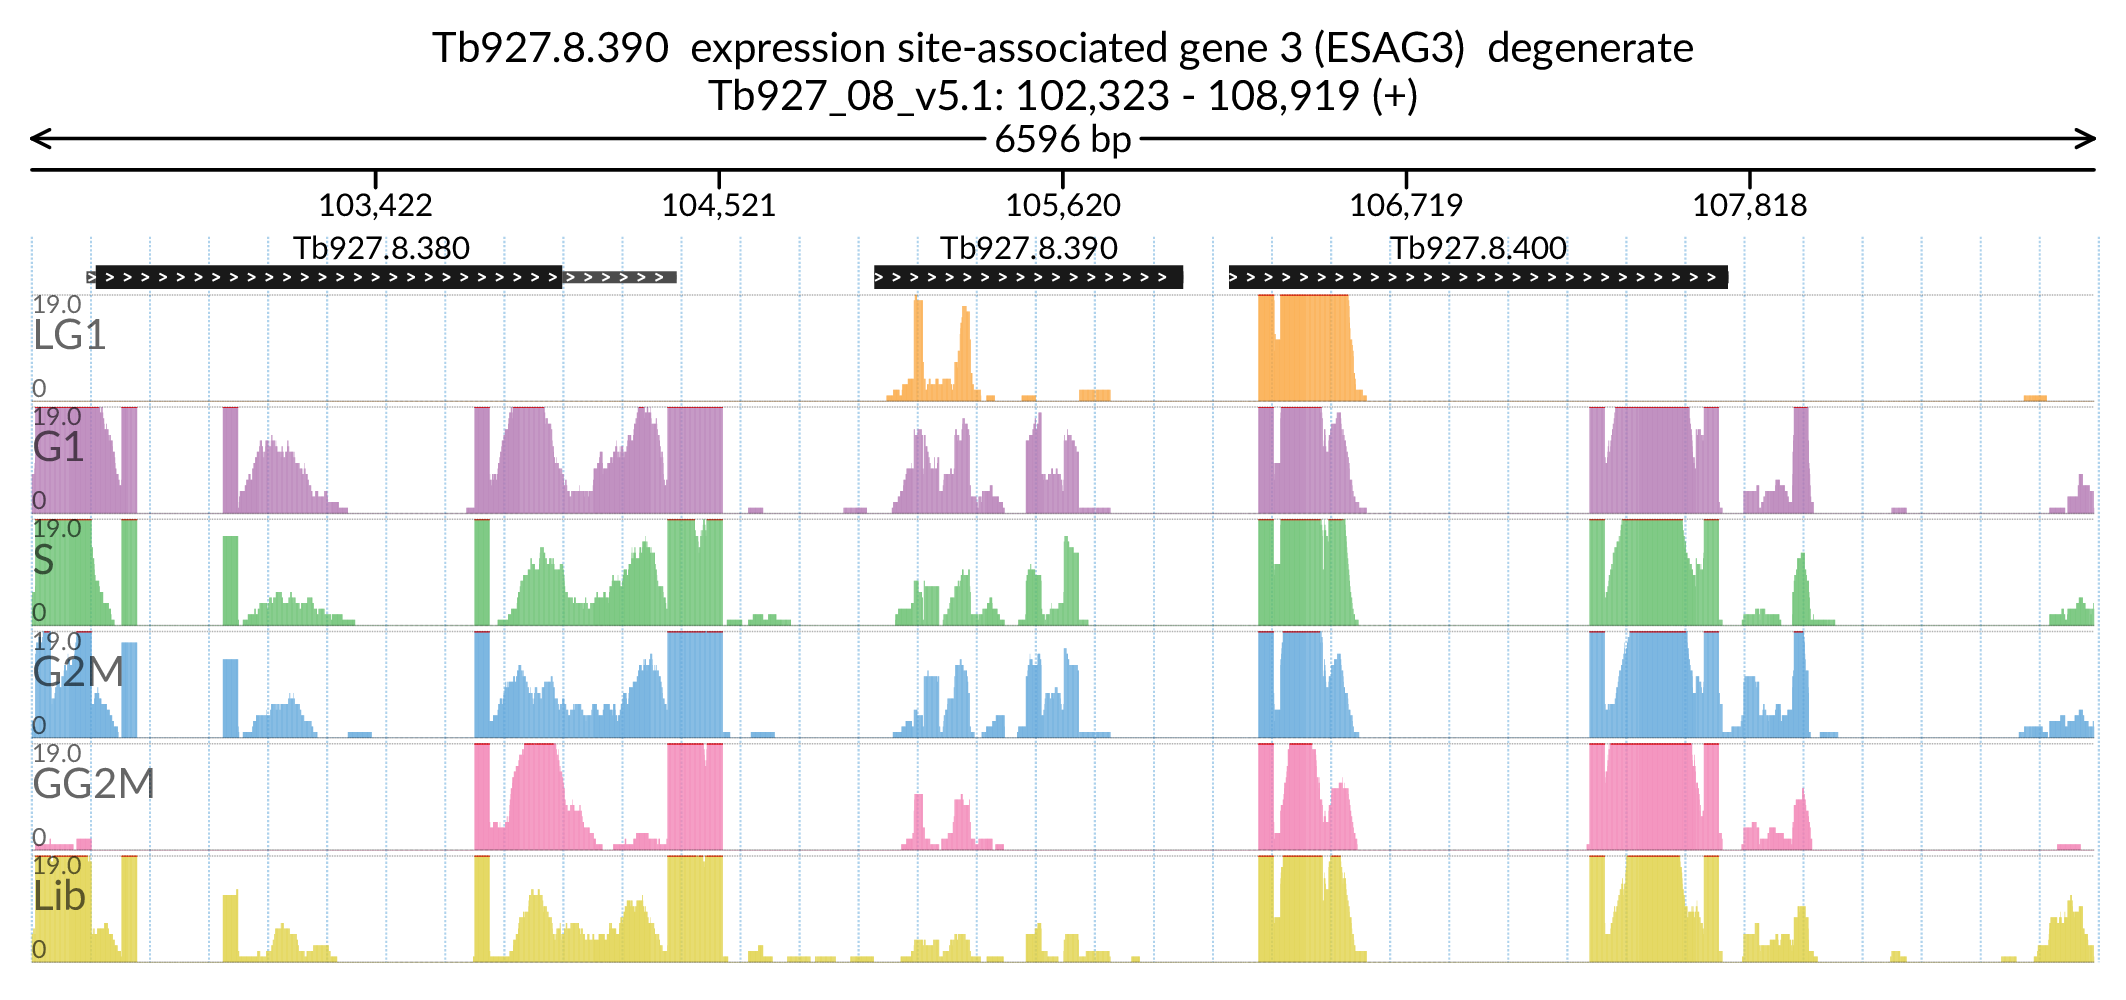 Tb927.8.390 expression site-associated gene 3 (ESAG3) degenerate
Tb927_08_v5.1: 102,323 - 108,919 (+)
6596 bp
103,422 104,521 105,620 106,719 107,818
Tb927.8.380 Tb927.8.390 Tb927.8.400
19.0
LG1
0
19.0
G1
0
19.0
S
0
19.0
G2M
0
19.0
GG2M
0
19.0
Lib
0